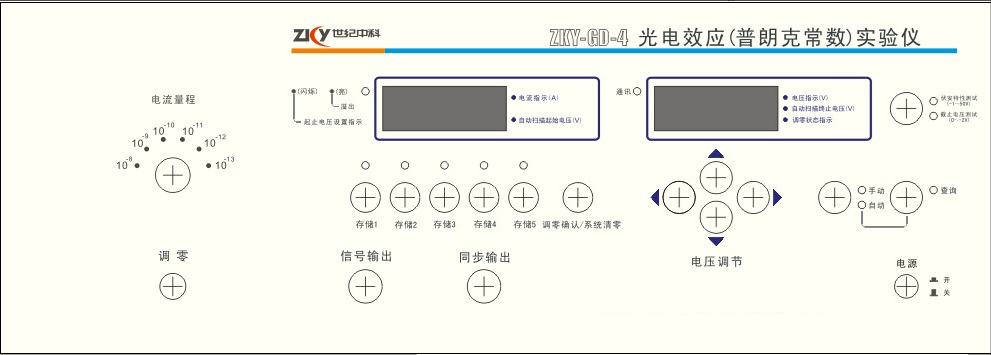 ZKY 世纪中科
ZKY-GD-4 光电效应(普朗克常数)实验仪
电流量程
10-8
10-9
10-10
10-11
10-12
10-13
调零
(闪烁)
(亮)
溢出
起止电压设置指示
电流指示(A)
自动扫描起始电压(V)
通讯
电压指示(V)
自动扫描终止电压(V)
调零状态指示
伏安特性测试
(-1~50V)
截止电压测试
(0~-2V)
存储1
存储2
存储3
存储4
存储5
调零确认/系统清零
信号输出
同步输出
电压调节
手动
自动
查询
电源
开
关